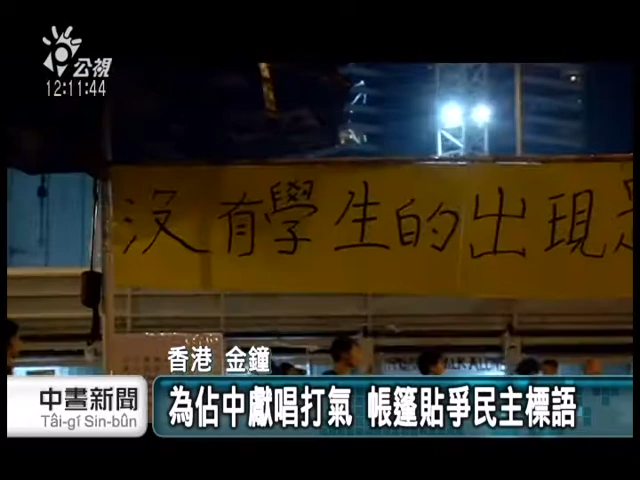 公視
12:11:44
沒有學生的出現
香港 金鐘
中晝新聞
Tâi-gí Sin-bûn
為佔中獻唱打氣 帳篷貼爭民主標語